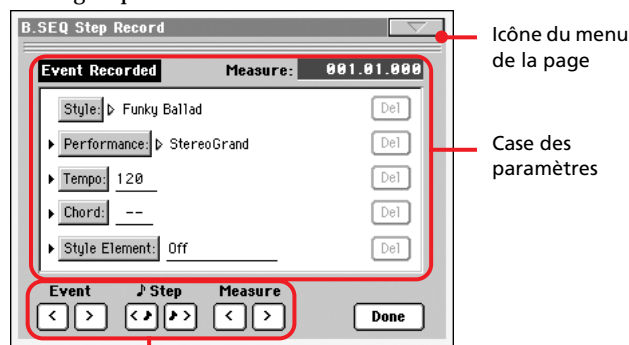 B.SEQ Step Record
Icône du menu
de la page
Event Recorded Measure: 001.01.000
Style: Funky Ballad Del
Performance: StereoGrand Del
Case des
paramètres
Tempo: 120 Del
Chord: -- Del
Style Element: Off Del
Event ♪ Step Measure
< > <♪ ♪> < > Done